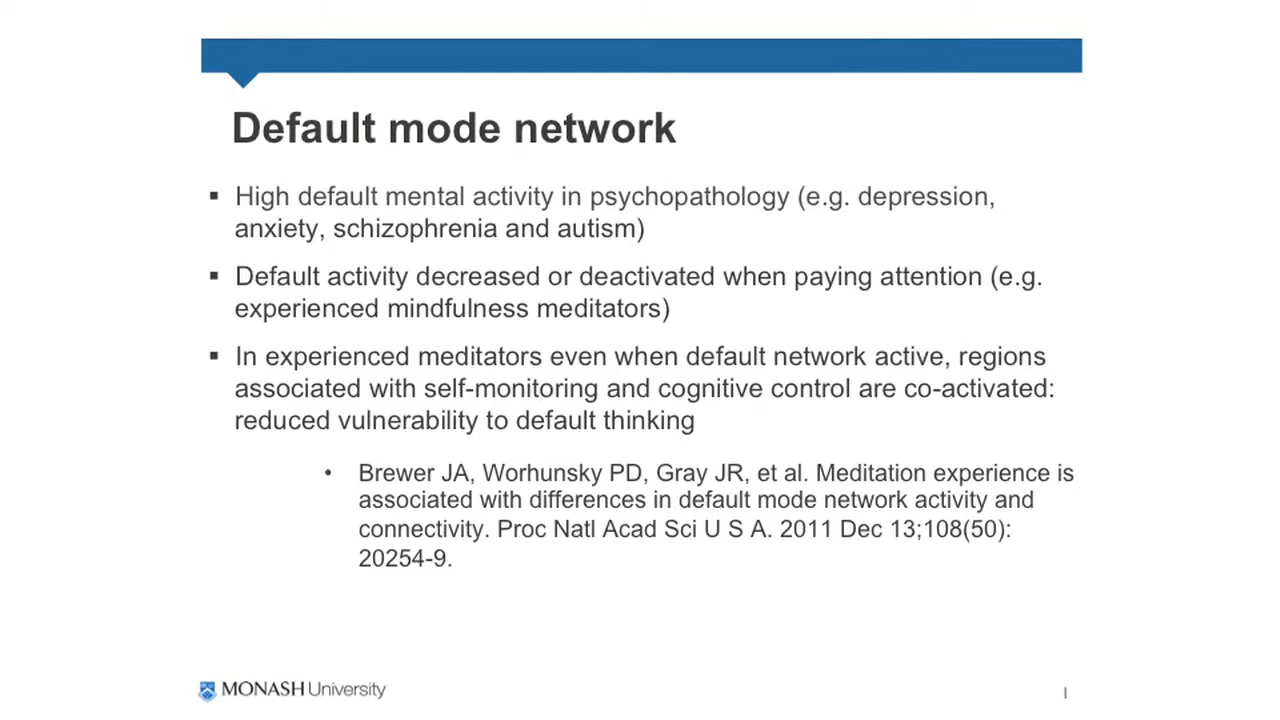 Default mode network
▪ High default mental activity in psychopathology (e.g. depression,
anxiety, schizophrenia and autism)
▪ Default activity decreased or deactivated when paying attention (e.g.
experienced mindfulness meditators)
▪ In experienced meditators even when default network active, regions
associated with self-monitoring and cognitive control are co-activated:
reduced vulnerability to default thinking
• Brewer JA, Worhunsky PD, Gray JR, et al. Meditation experience is
associated with differences in default mode network activity and
connectivity. Proc Natl Acad Sci U S A. 2011 Dec 13;108(50):
20254-9.
MONASH University